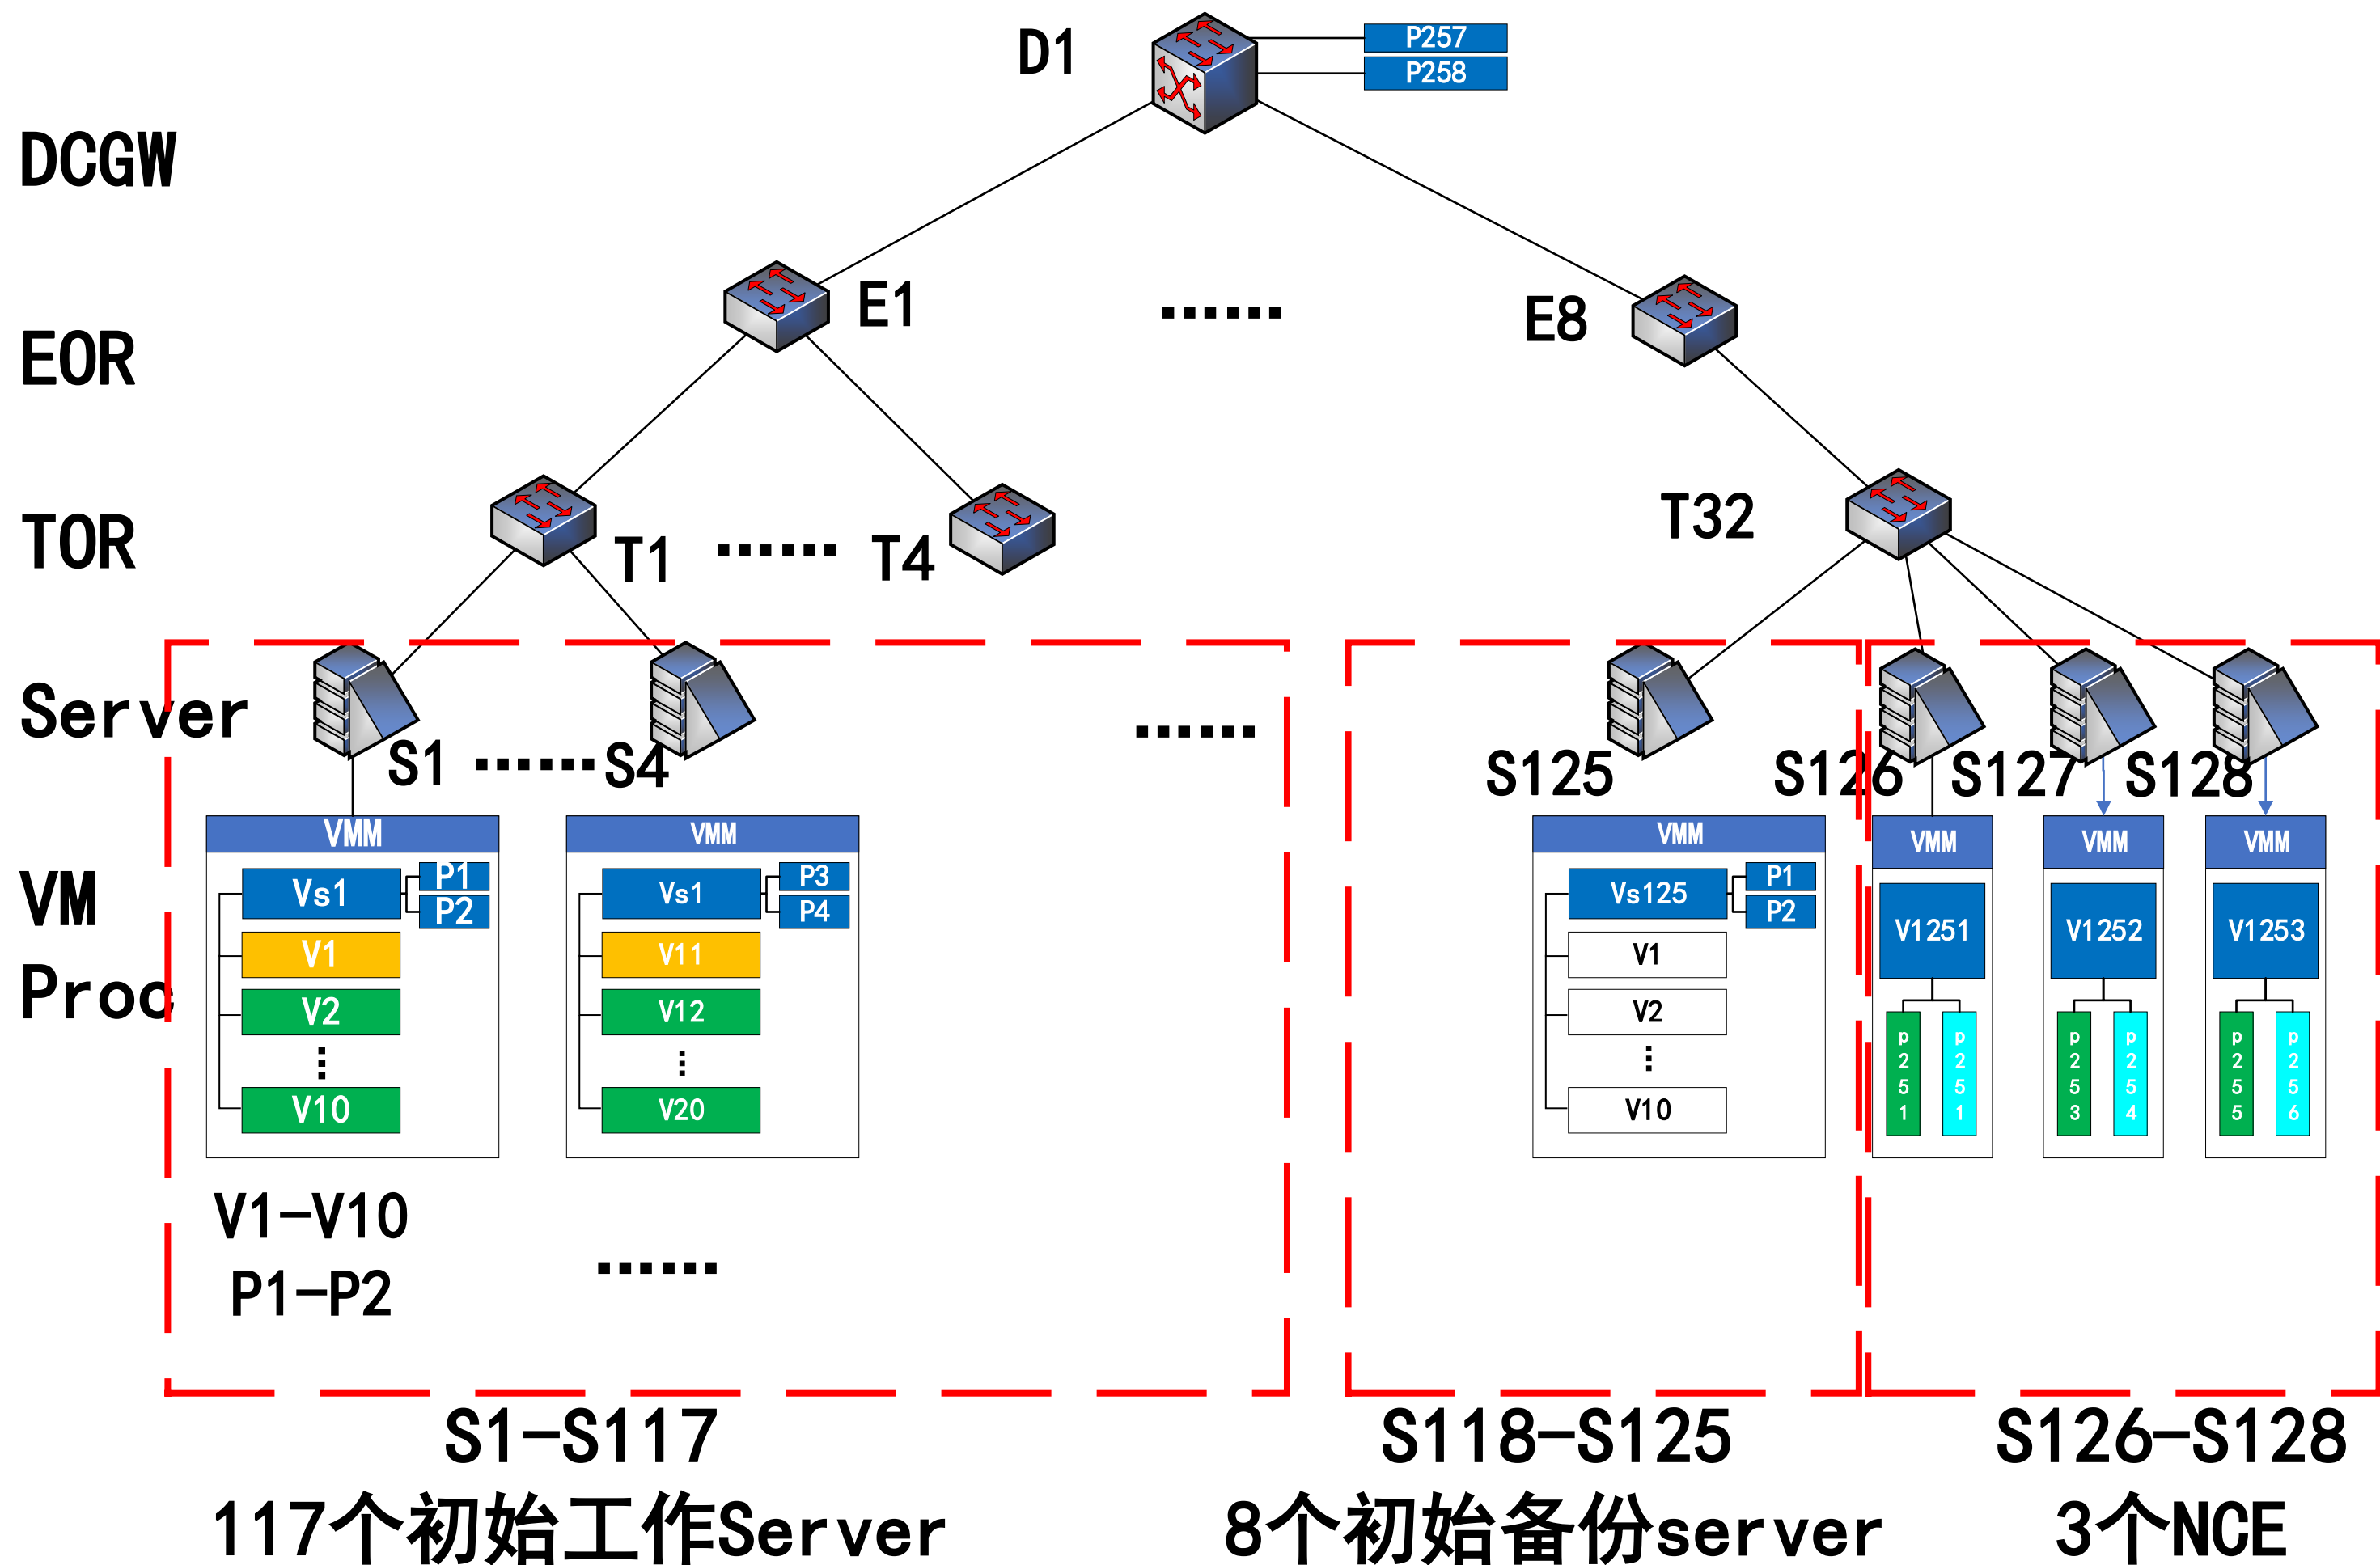 D1
P257
P258
DCGW
E1
......
E8
EOR
TOR
T1
......
T4
T32
Server
S1
......
S4
......
S125
S126
S127
S128
VMM
VMM
VMM
VMM
VMM
VMM
VM
Proc
Vs1
P1
P2
V1
V2
⋮
V10
Vs1
P3
P4
V11
V12
⋮
V20
Vs125
P1
P2
V1
V2
⋮
V10
V1251
p251
p251
V1252
p253
p254
V1253
p255
p256
V1-V10
P1-P2
......
S1-S117
S118-S125
S126-S128
117个初始工作Server
8个初始备份server
3个NCE